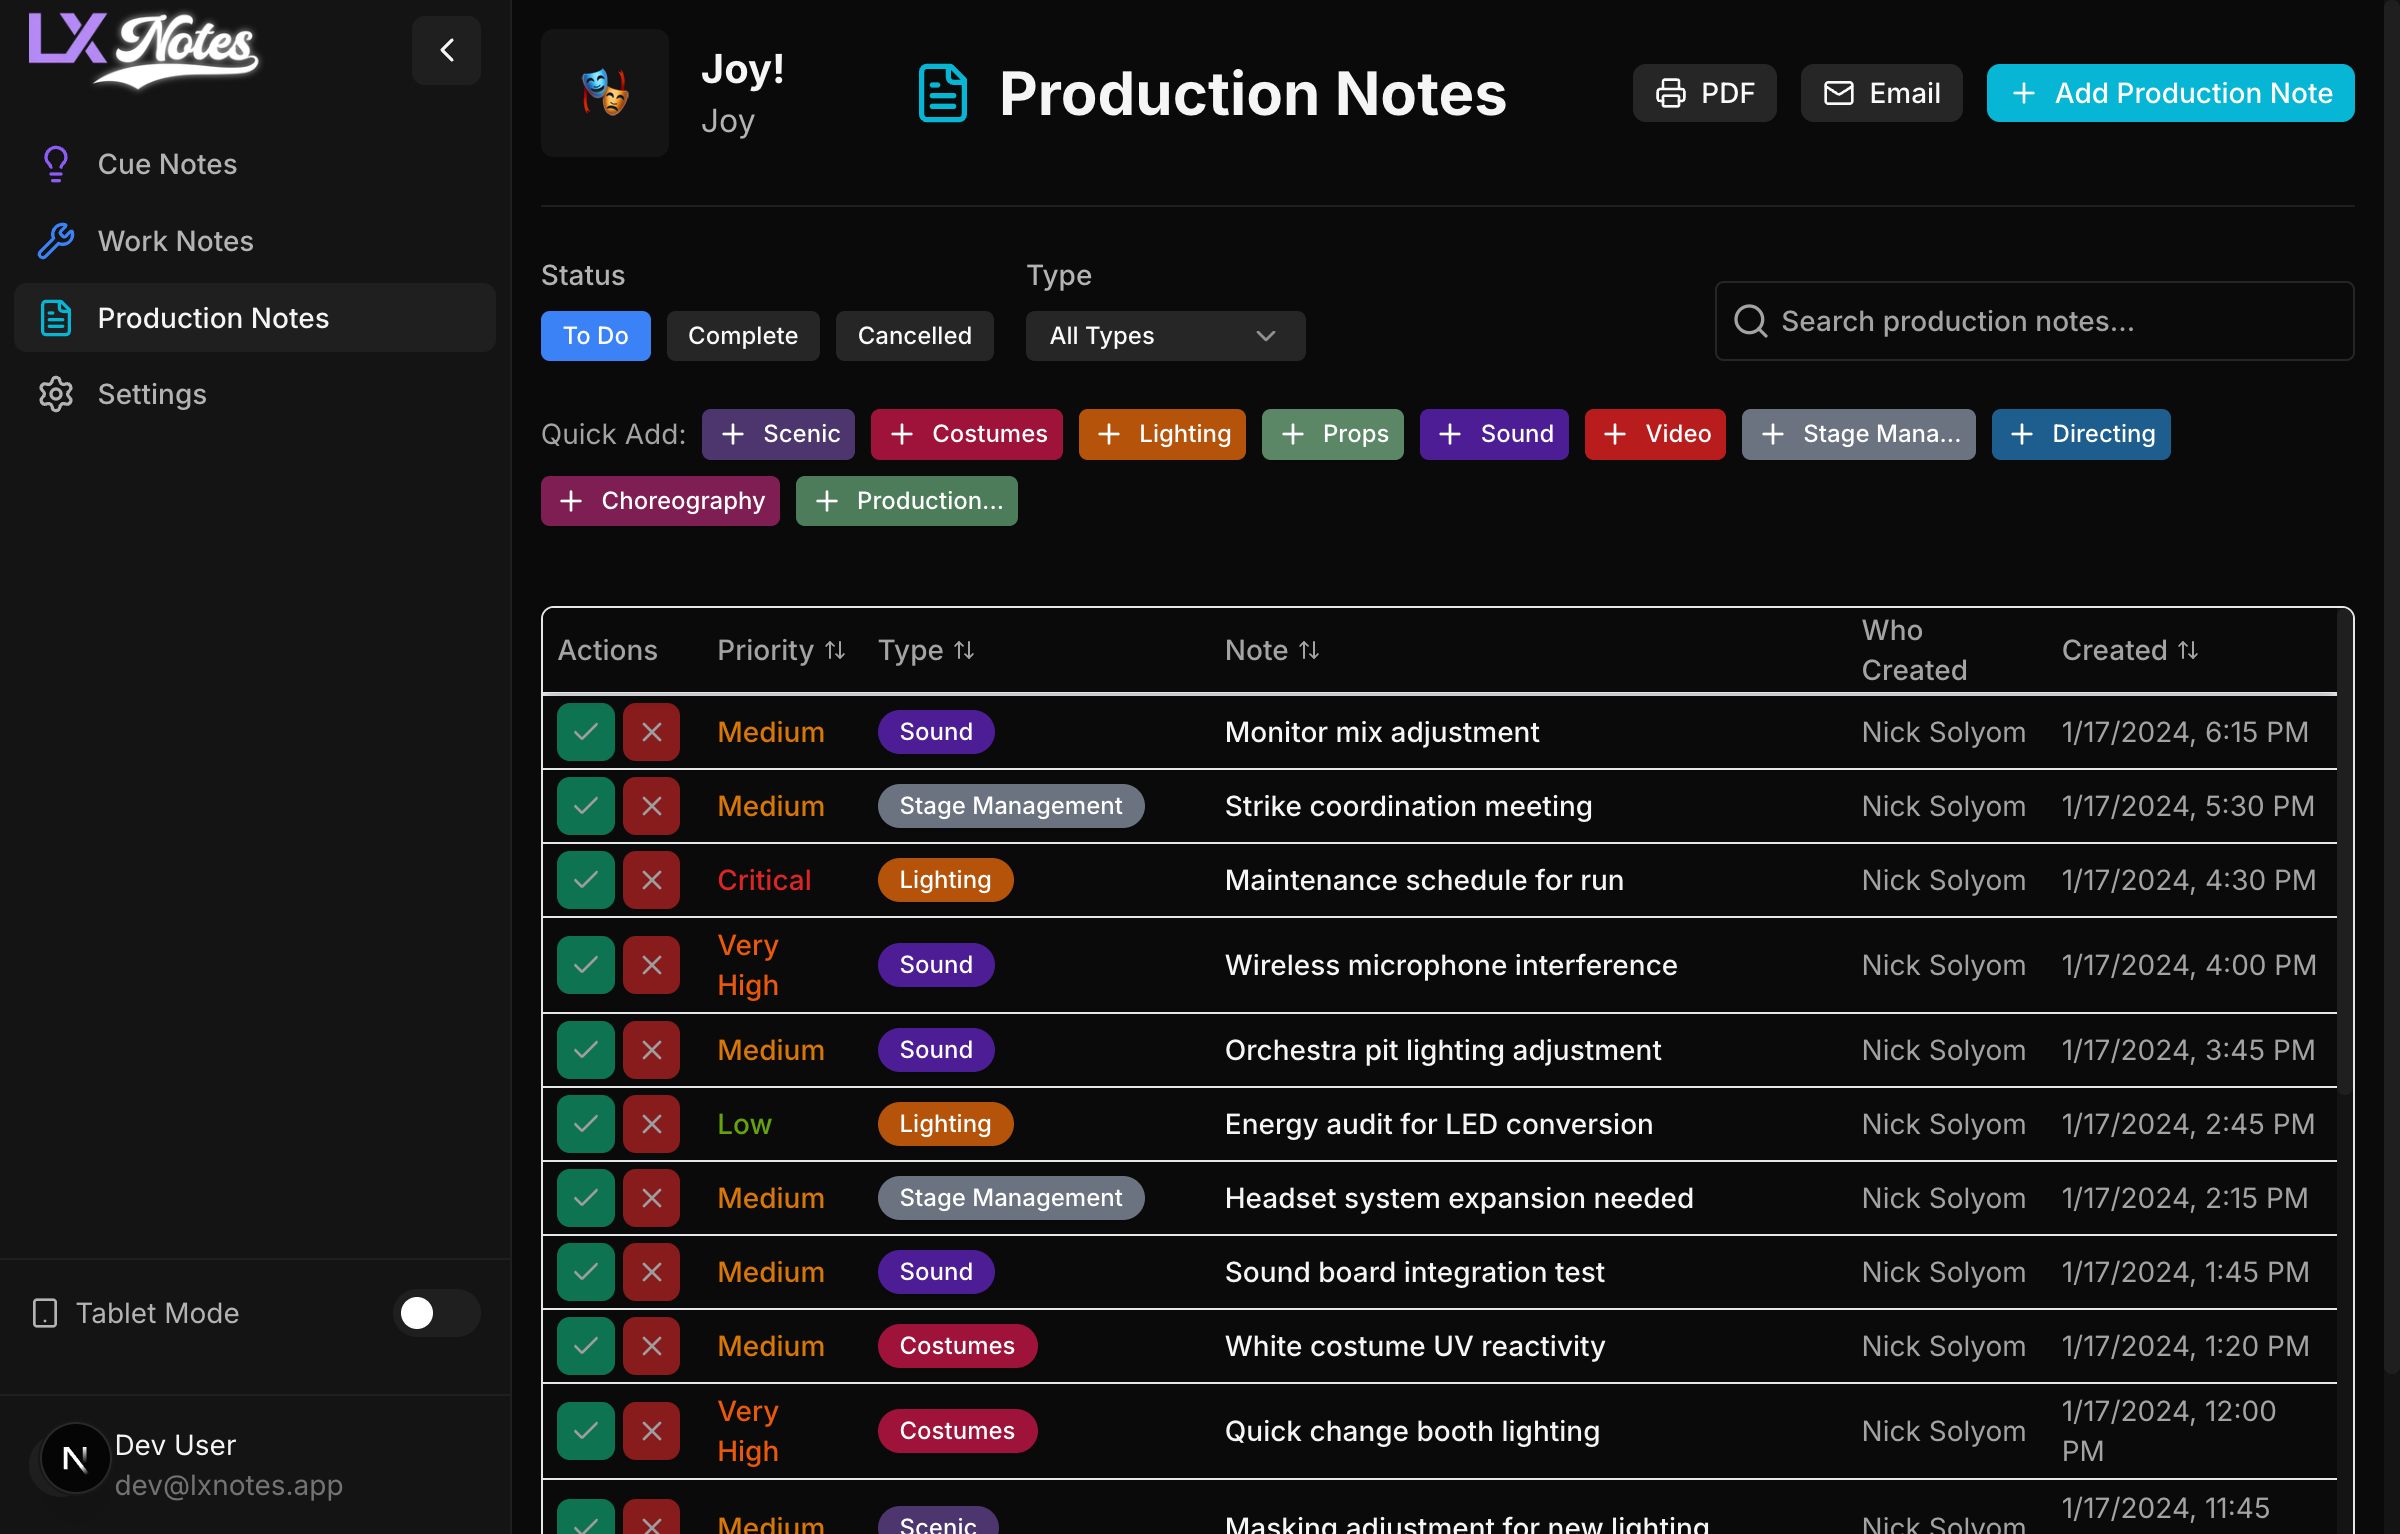 LX Notes
Cue Notes
Work Notes
Production Notes
Settings
Tablet Mode
N
Dev User
dev@lxnotes.app
Joy!
Joy
Production Notes
PDF
Email
Add Production Note
Status
Type
To Do
Complete
Cancelled
All Types
Search production notes...
Quick Add:
Scenic
Costumes
Lighting
Props
Sound
Video
Stage Mana...
Directing
Choreography
Production...
Actions Priority Type Note Who Created Created
Medium Sound Monitor mix adjustment Nick Solyom 1/17/2024, 6:15 PM
Medium Stage Management Strike coordination meeting Nick Solyom 1/17/2024, 5:30 PM
Critical Lighting Maintenance schedule for run Nick Solyom 1/17/2024, 4:30 PM
Very High Sound Wireless microphone interference Nick Solyom 1/17/2024, 4:00 PM
Medium Sound Orchestra pit lighting adjustment Nick Solyom 1/17/2024, 3:45 PM
Low Lighting Energy audit for LED conversion Nick Solyom 1/17/2024, 2:45 PM
Medium Stage Management Headset system expansion needed Nick Solyom 1/17/2024, 2:15 PM
Medium Sound Sound board integration test Nick Solyom 1/17/2024, 1:45 PM
Medium Costumes White costume UV reactivity Nick Solyom 1/17/2024, 1:20 PM
Very High Costumes Quick change booth lighting Nick Solyom 1/17/2024, 12:00 PM
Medium Scenic Masking adjustment for new lighting Nick Solyom 1/17/2024, 11:45